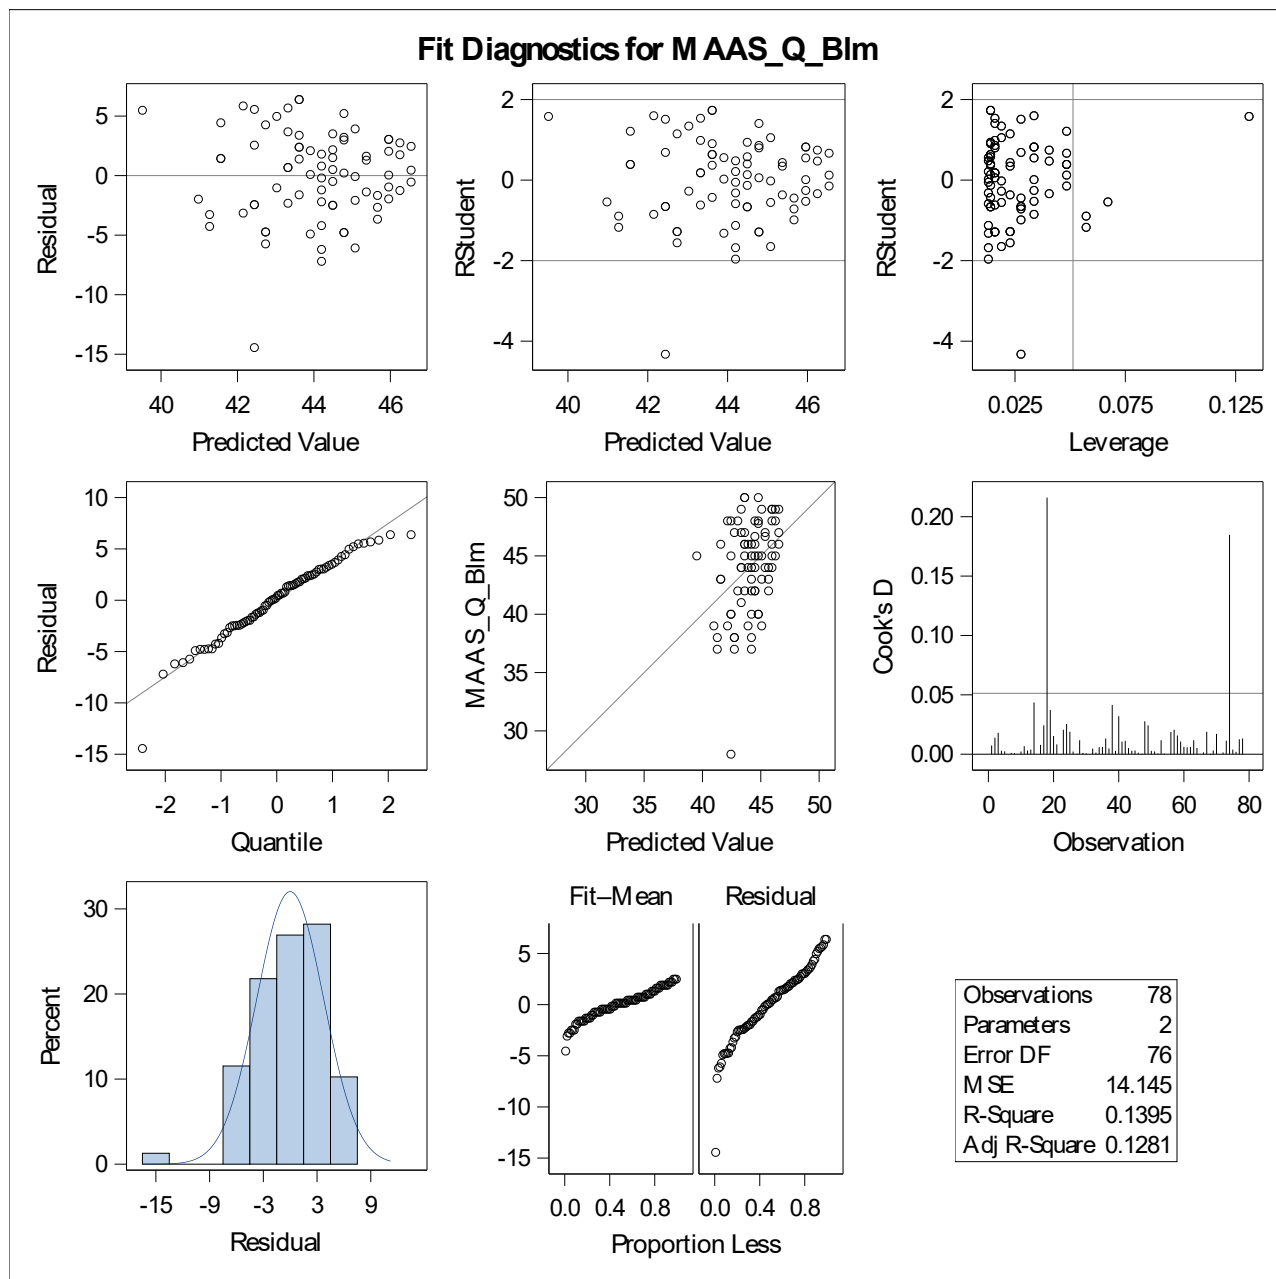 Fit Diagnostics for MAAS_Q_Blm
5
0
-5
-10
-15
Residual
40 42 44 46
Predicted Value
2
0
-2
-4
RStudent
40 42 44 46
Predicted Value
2
0
-2
-4
RStudent
0.025 0.075 0.125
Leverage
10
5
0
-5
-10
-15
Residual
-2 -1 0 1 2
Quantile
50
45
40
35
30
MAAS_Q_Blm
30 35 40 45 50
Predicted Value
0.20
0.15
0.10
0.05
0.00
Cook's D
0 20 40 60 80
Observation
30
20
10
0
Percent
-15 -9 -3 3 9
Residual
Fit–Mean Residual
5
0
-5
-10
-15
0.0 0.4 0.8 0.0 0.4 0.8
Proportion Less
Observations 78
Parameters 2
Error DF 76
MSE 14.145
R-Square 0.1395
Adj R-Square 0.1281